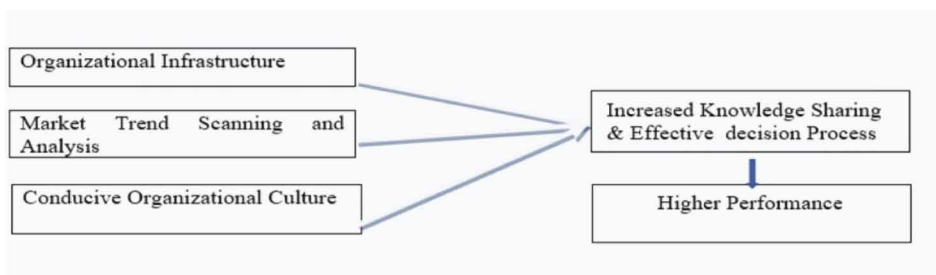 Organizational Infrastructure
Market Trend Scanning and
Analysis
Conducive Organizational Culture
Increased Knowledge Sharing
& Effective decision Process
Higher Performance